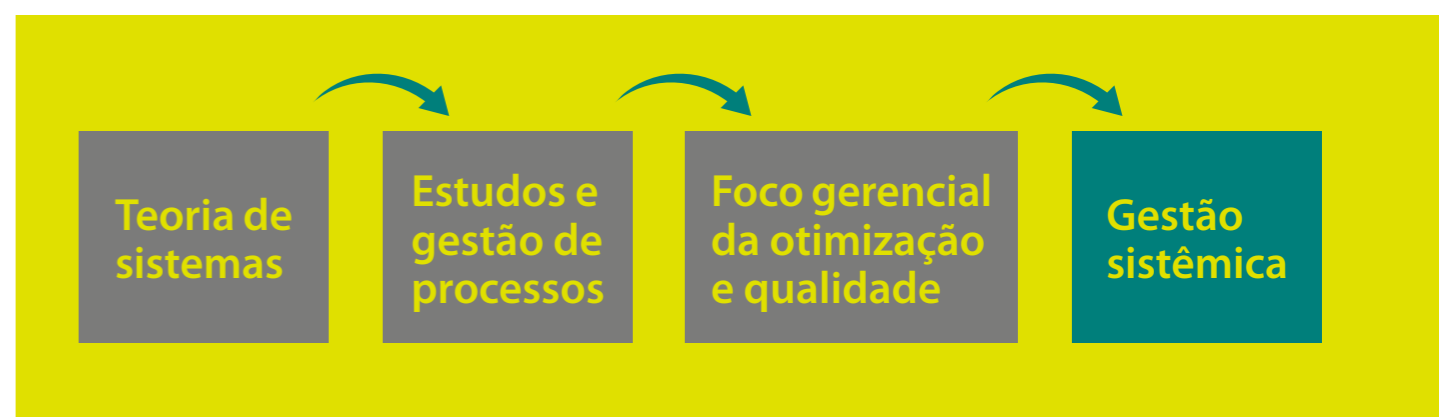 Teoria de
sistemas
Estudos e
gestão de
processos
Foco gerencial
da otimização
e qualidade
Gestão
sistêmica